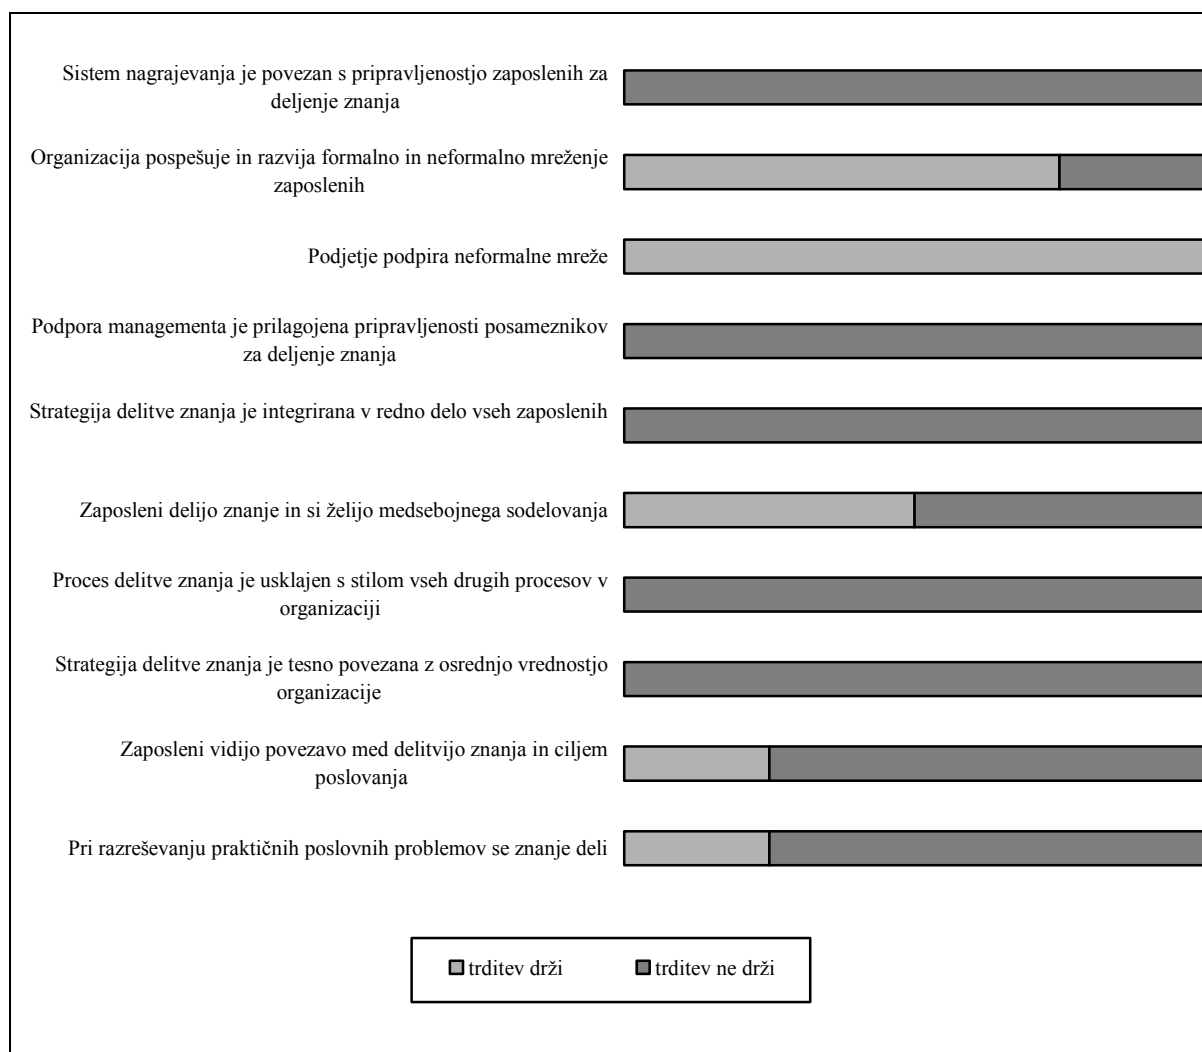 Sistem nagrajevanja je povezan s pripravljenostjo zaposlenih za
deljenje znanja
Organizacija pospešuje in razvija formalno in neformalno mreženje
zaposlenih
Podjetje podpira neformalne mreže
Podpora managementa je prilagojena pripravljenosti posameznikov
za deljenje znanja
Strategija delitve znanja je integrirana v redno delo vseh zaposlenih
Zaposleni delijo znanje in si želijo medsebojnega sodelovanja
Proces delitve znanja je usklajen s stilom vseh drugih procesov v
organizaciji
Strategija delitve znanja je tesno povezana z osrednjo vrednostjo
organizacije
Zaposleni vidijo povezavo med delitvijo znanja in ciljem
poslovanja
Pri razreševanju praktičnih poslovnih problemov se znanje deli
trditev drži
trditev ne drži